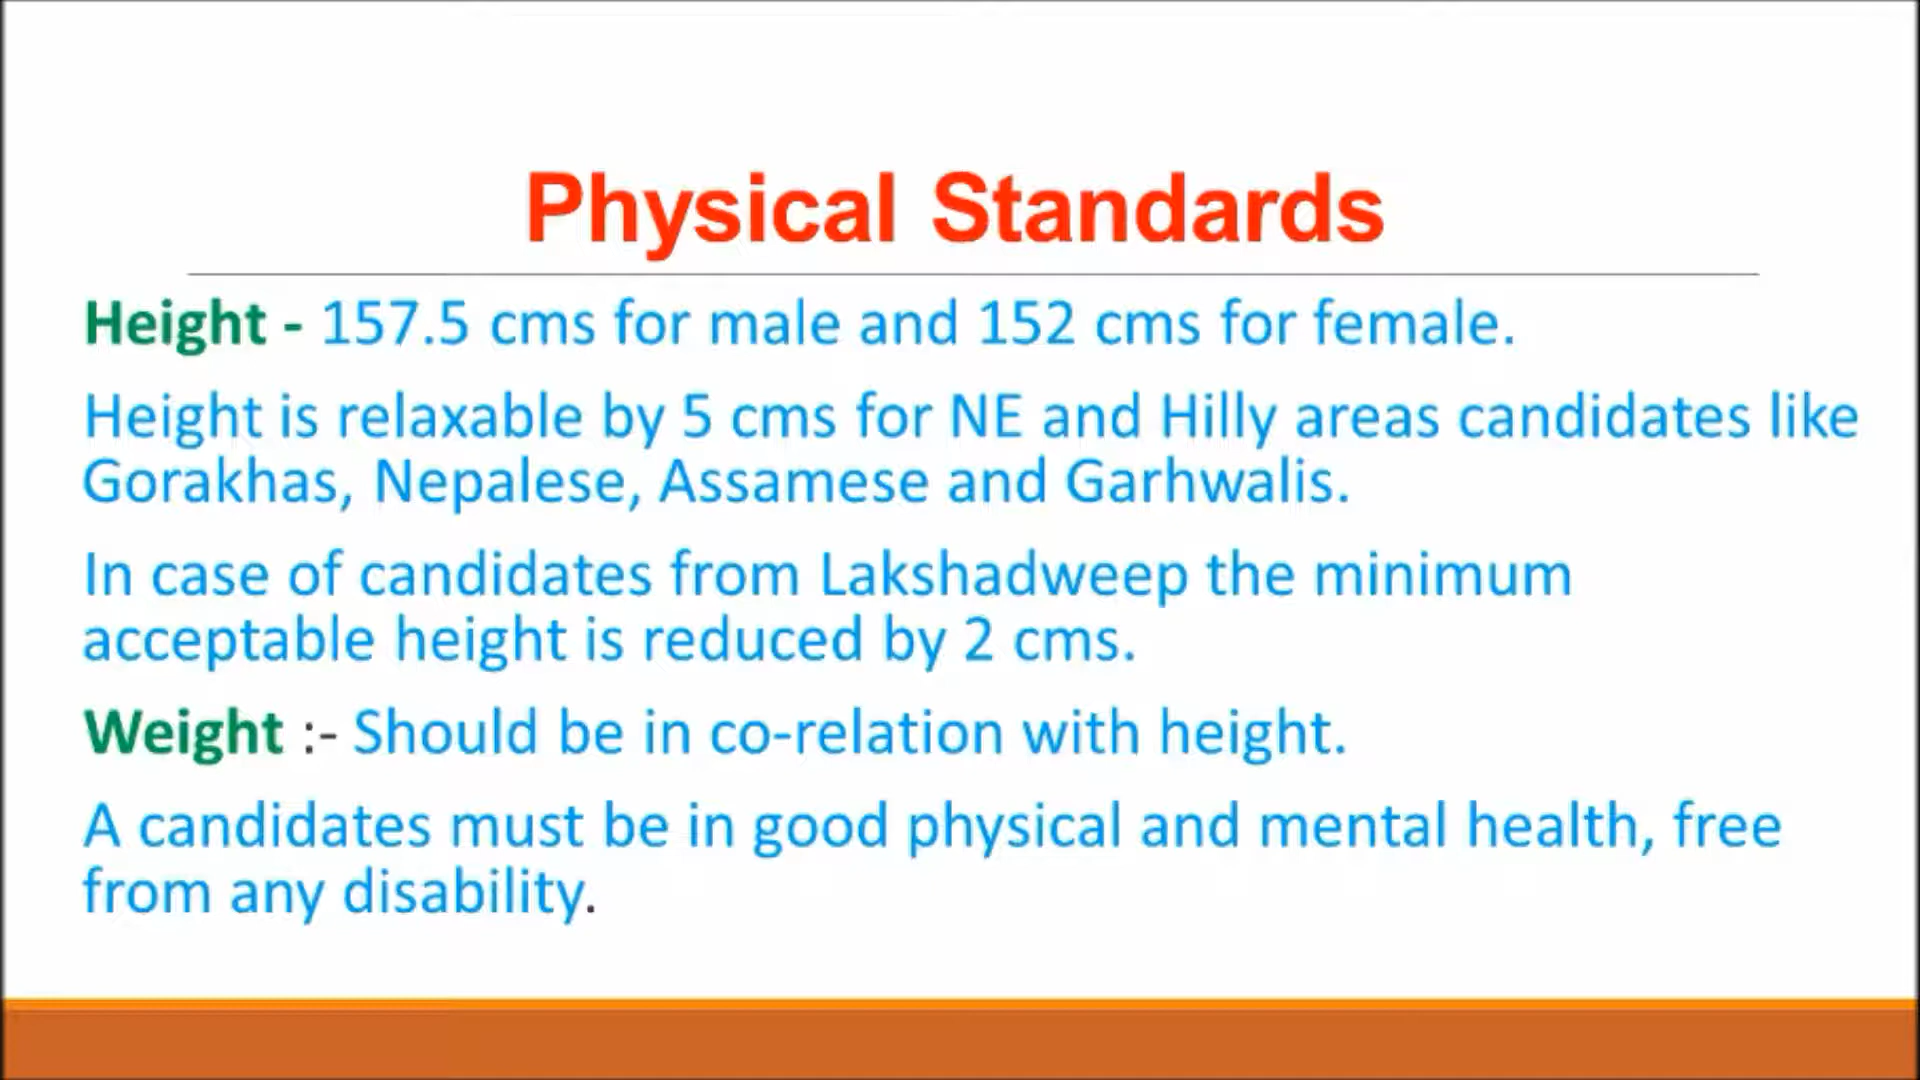 Physical Standards
Height - 157.5 cms for male and 152 cms for female.
Height is relaxable by 5 cms for NE and Hilly areas candidates like
Gorakhas, Nepalese, Assamese and Garhwalis.
In case of candidates from Lakshadweep the minimum
acceptable height is reduced by 2 cms.
Weight :- Should be in co-relation with height.
A candidates must be in good physical and mental health, free
from any disability.